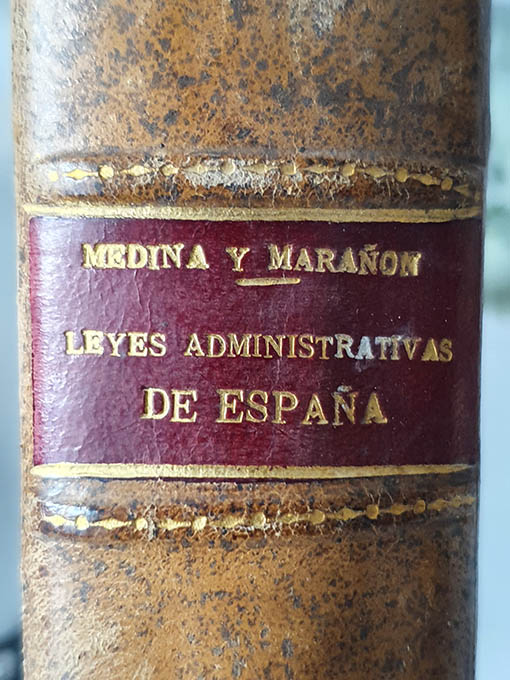 MEDINA Y MARAÑON
LEYES ADMINISTRATIVAS
DE ESPAÑA